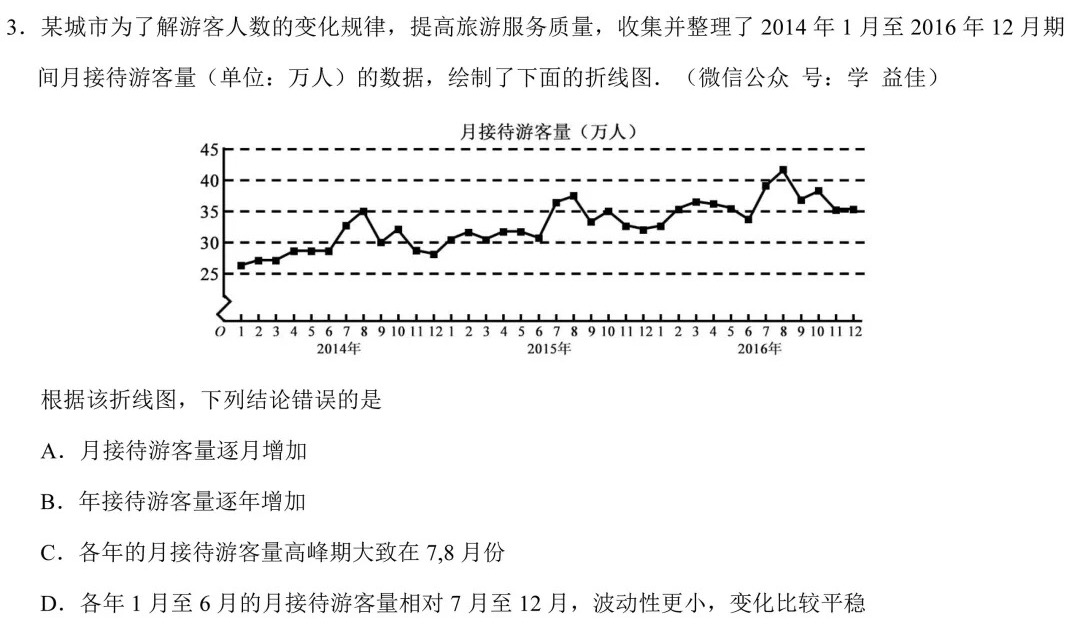 3．某城市为了解游客人数的变化规律，提高旅游服务质量，收集并整理了 2014 年 1 月至 2016 年 12 月期
间月接待游客量（单位：万人）的数据，绘制了下面的折线图．（微信公众 号：学 益佳）
月接待游客量（万人）
45
40
35
30
25
O 1 2 3 4 5 6 7 8 9 10 11 12 1 2 3 4 5 6 7 8 9 10 11 12 1 2 3 4 5 6 7 8 9 10 11 12
2014年 2015年 2016年
根据该折线图，下列结论错误的是
A．月接待游客量逐月增加
B．年接待游客量逐年增加
C．各年的月接待游客量高峰期大致在 7,8 月份
D．各年 1 月至 6 月的月接待游客量相对 7 月至 12 月，波动性更小，变化比较平稳